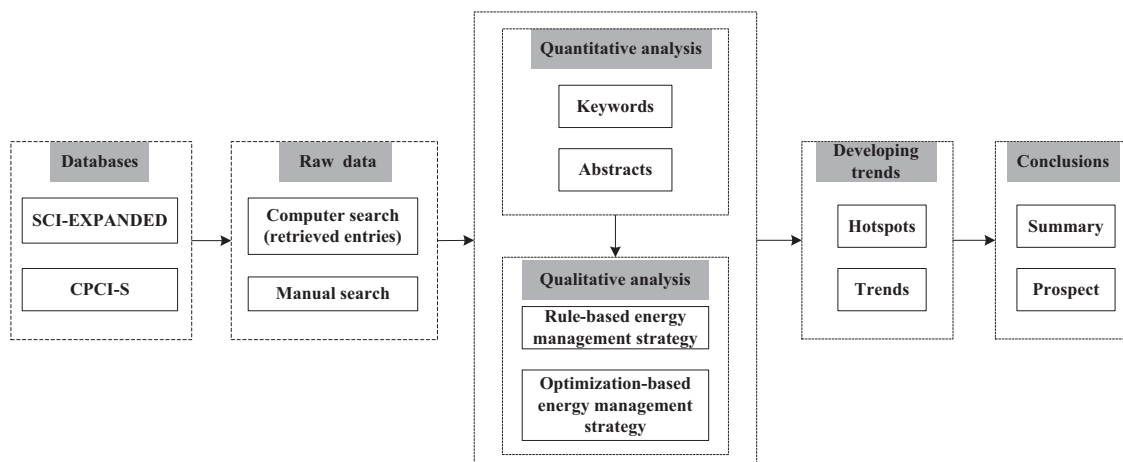 Databases
SCI-EXPANDED
CPCI-S
Raw data
Computer search
(retrieved entries)
Manual search
Quantitative analysis
Keywords
Abstracts
Qualitative analysis
Rule-based energy
management strategy
Optimization-based
energy management
strategy
Developing
trends
Hotspots
Trends
Conclusions
Summary
Prospect